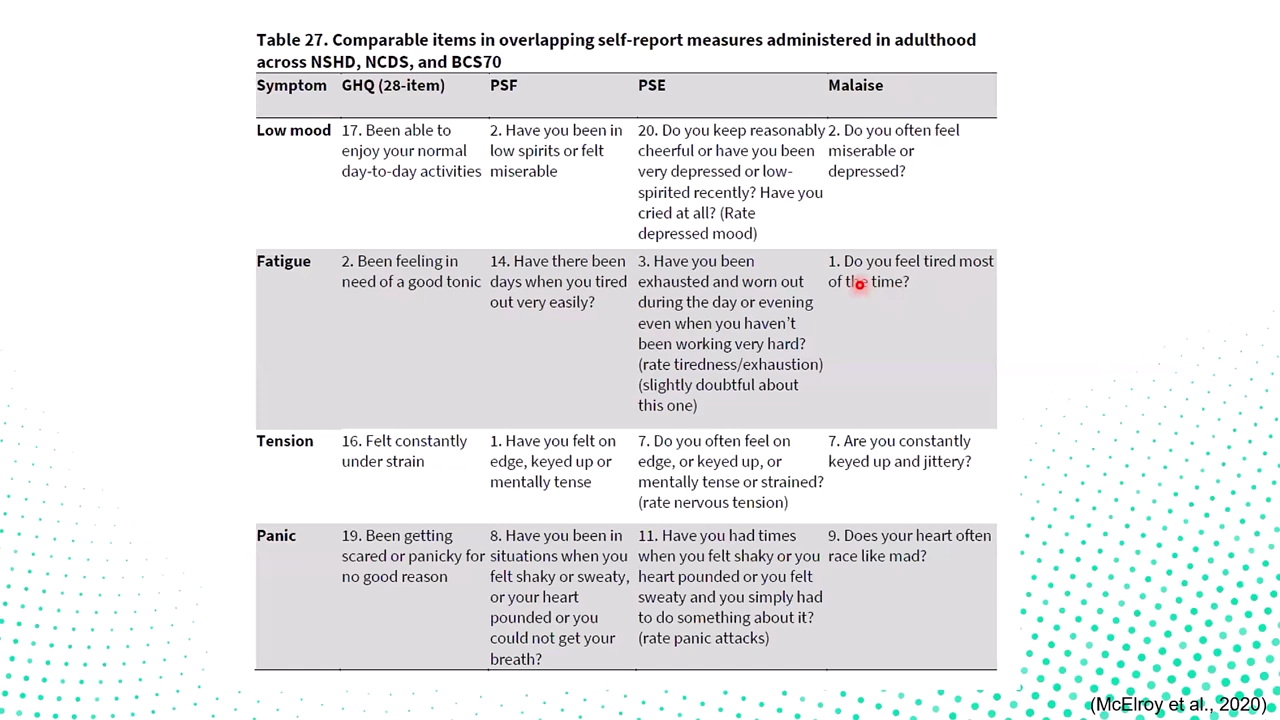 Table 27. Comparable items in overlapping self-report measures administered in adulthood
across NSHD, NCDS, and BCS70
Symptom GHQ (28-item) PSF PSE Malaise
Low mood
17. Been able to
enjoy your normal
day-to-day activities
2. Have you been in
low spirits or felt
miserable
20. Do you keep reasonably
cheerful or have you been
very depressed or low-
spirited recently? Have you
cried at all? (Rate
depressed mood)
2. Do you often feel
miserable or
depressed?
Fatigue
2. Been feeling in
need of a good tonic
14. Have there been
days when you tired
out very easily?
3. Have you been
exhausted and worn out
during the day or evening
even when you haven't
been working very hard?
(rate tiredness/exhaustion)
(slightly doubtful about
this one)
1. Do you feel tired most
of the time?
Tension
16. Felt constantly
under strain
1. Have you felt on
edge, keyed up or
mentally tense
7. Do you often feel on
edge, or keyed up, or
mentally tense or strained?
(rate nervous tension)
7. Are you constantly
keyed up and jittery?
Panic
19. Been getting
scared or panicky for
no good reason
8. Have you been in
situations when you
felt shaky or sweaty,
or your heart
pounded or you
could not get your
breath?
11. Have you had times
when you felt shaky or you
heart pounded or you felt
sweaty and you simply had
to do something about it?
(rate panic attacks)
9. Does your heart often
race like mad?
(McElroy et al., 2020)